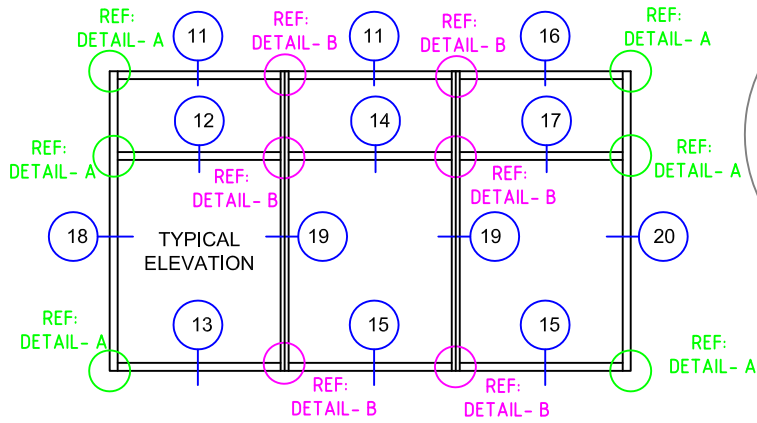 REF:
DETAIL- A
11
REF:
DETAIL- B
11
REF:
DETAIL- B
16
REF:
DETAIL- A
REF:
DETAIL- A
12
REF:
DETAIL- B
14
REF:
DETAIL- B
17
REF:
DETAIL- A
18
TYPICAL
ELEVATION
19
19
20
REF:
DETAIL- A
13
REF:
DETAIL- B
15
REF:
DETAIL- B
15
REF:
DETAIL- A